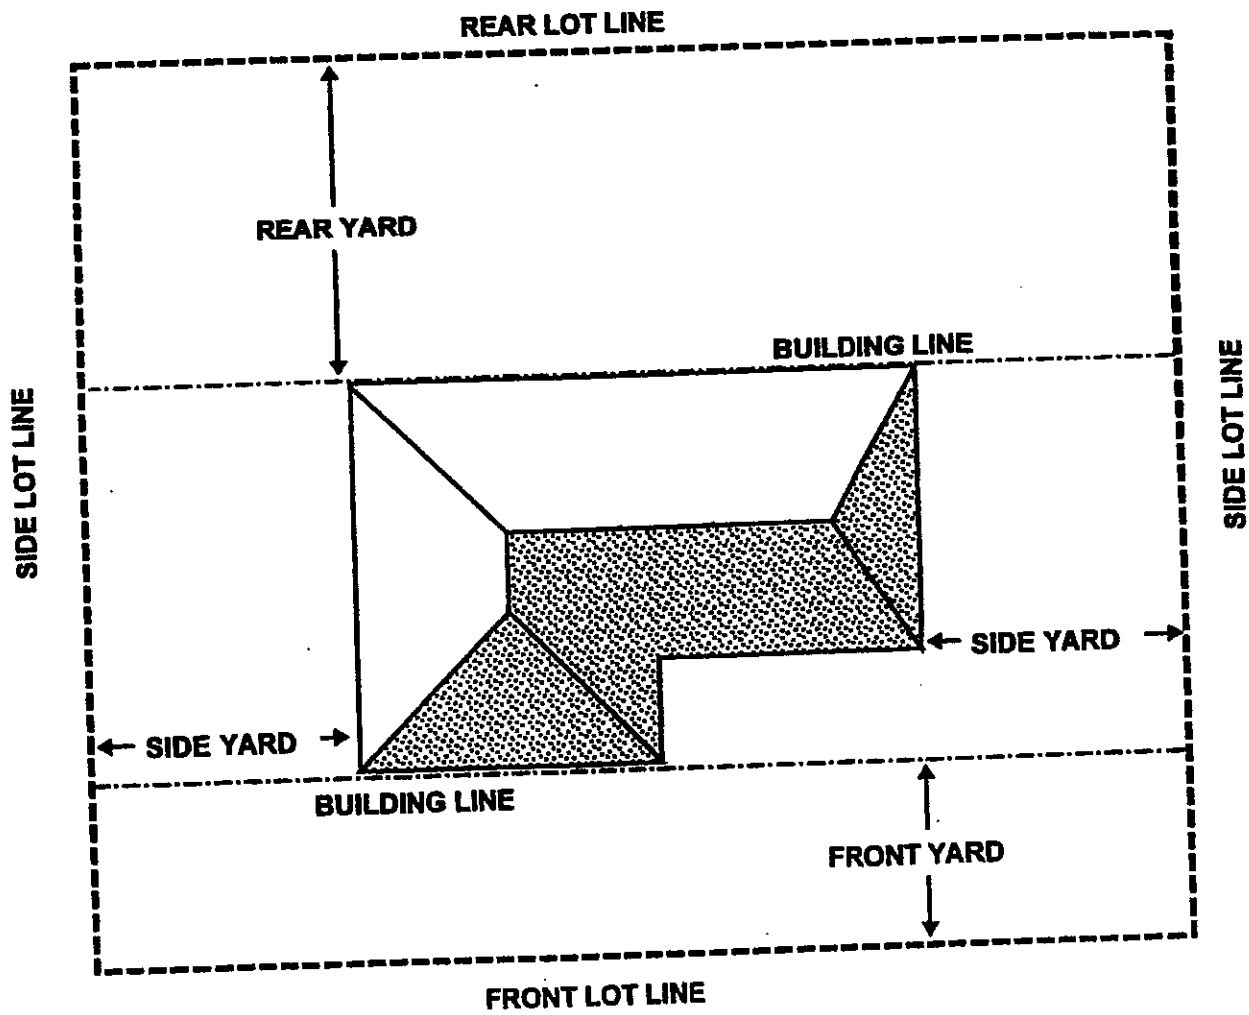 REAR LOT LINE
REAR YARD
BUILDING LINE
SIDE LOT LINE
SIDE LOT LINE
SIDE YARD
SIDE YARD
BUILDING LINE
FRONT YARD
FRONT LOT LINE